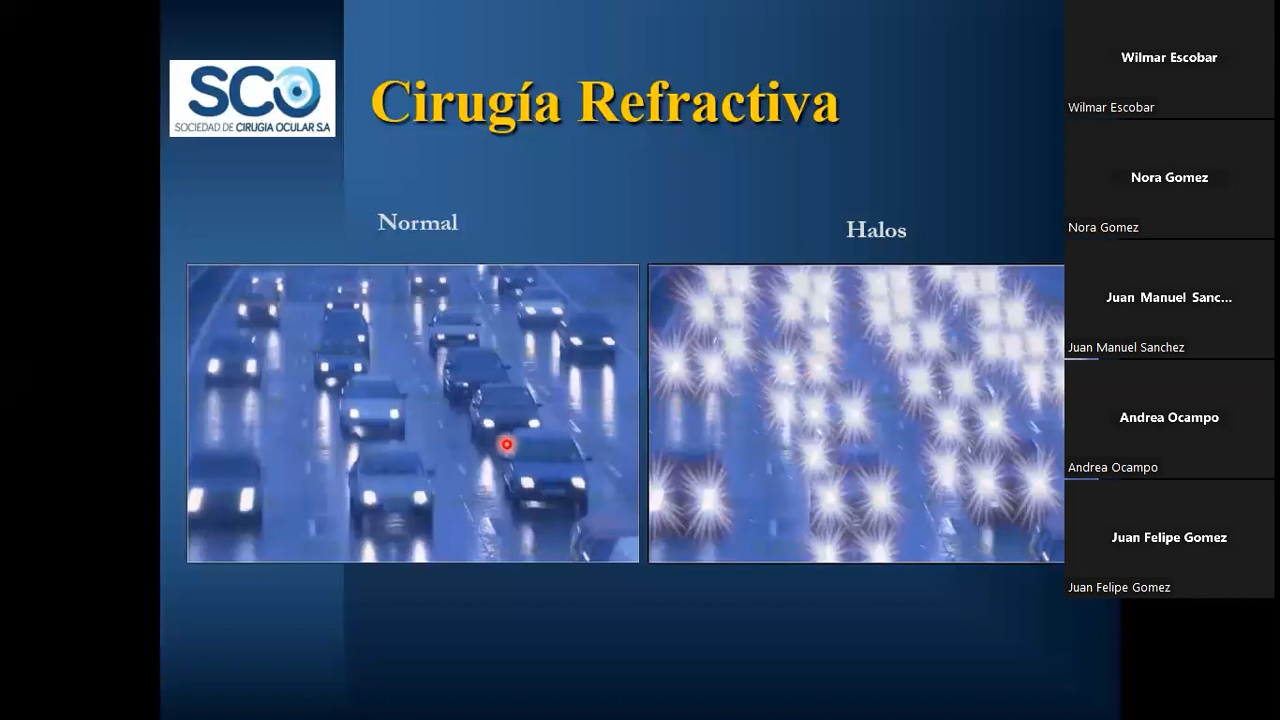 SCO
SOCIEDAD DE CIRUGIA OCULAR S.A
Cirugía Refractiva
Normal
Halos
Wilmar Escobar
Wilmar Escobar
Nora Gomez
Nora Gomez
Juan Manuel Sanc...
Juan Manuel Sanchez
Andrea Ocampo
Andrea Ocampo
Juan Felipe Gomez
Juan Felipe Gomez